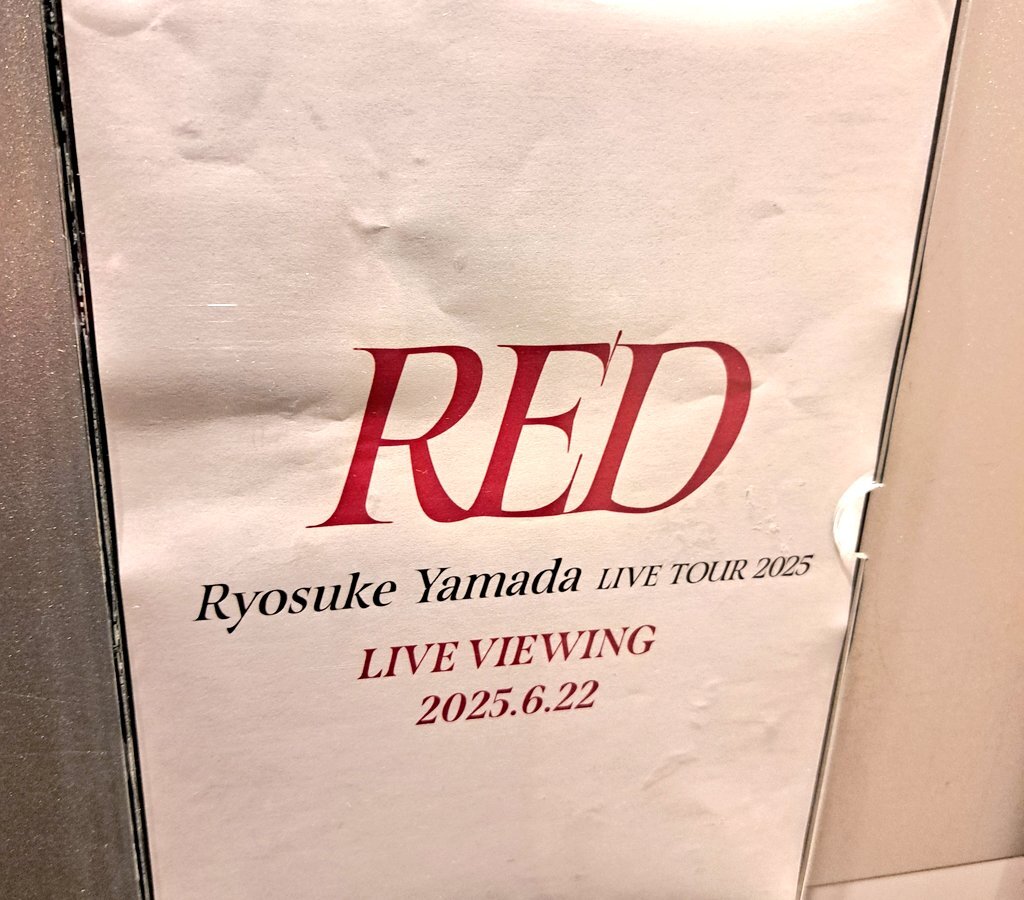 RED
Ryosuke Yamada LIVE TOUR 2025
LIVE VIEWING
2025.6.22